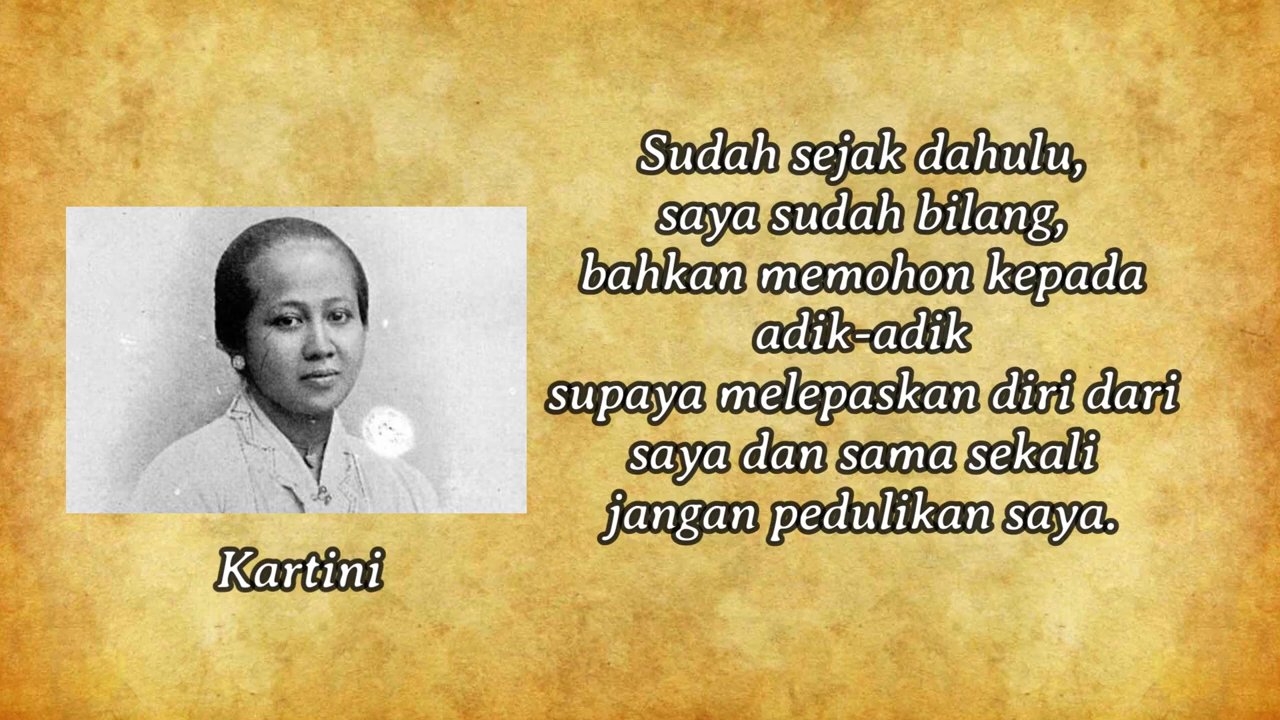 Sudah sejak dahulu,
saya sudah bilang,
bahkan memohon kepada
adik-adik
supaya melepaskan diri dari
saya dan sama sekali
jangan pedulikan saya.
Kartini